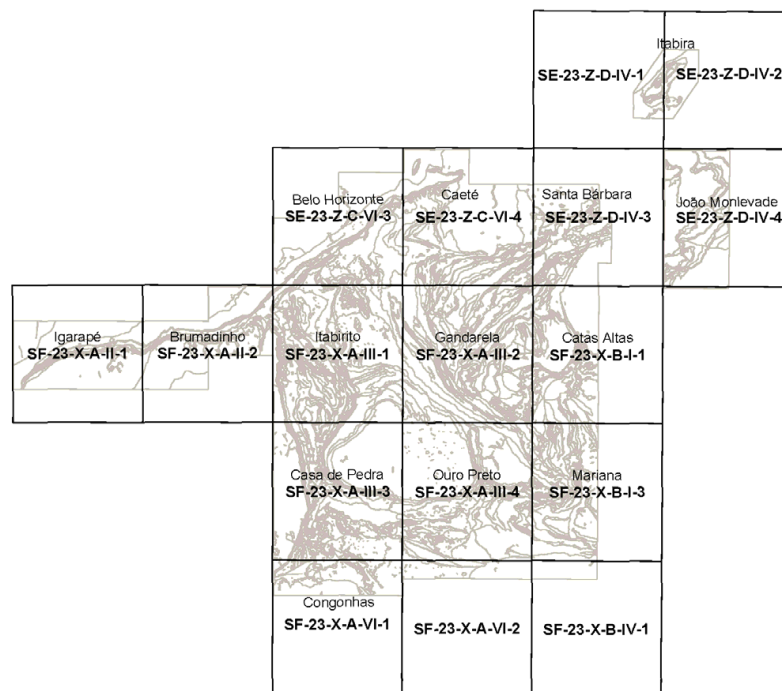 Itabira
SE-23-Z-D-IV-1
SE-23-Z-D-IV-2
Belo Horizonte
SE-23-Z-C-VI-3
Caeté
SE-23-Z-C-VI-4
Santa Bárbara
SE-23-Z-D-IV-3
João Monlevade
SE-23-Z-D-IV-4
Igarapé
SF-23-X-A-II-1
Brumadinho
SF-23-X-A-II-2
Itabirito
SF-23-X-A-III-1
Gandarela
SF-23-X-A-III-2
Catas Altas
SF-23-X-B-I-1
Casa de Pedra
SF-23-X-A-III-3
Ouro Preto
SF-23-X-A-III-4
Mariana
SF-23-X-B-I-3
Congonhas
SF-23-X-A-VI-1
SF-23-X-A-VI-2
SF-23-X-B-IV-1